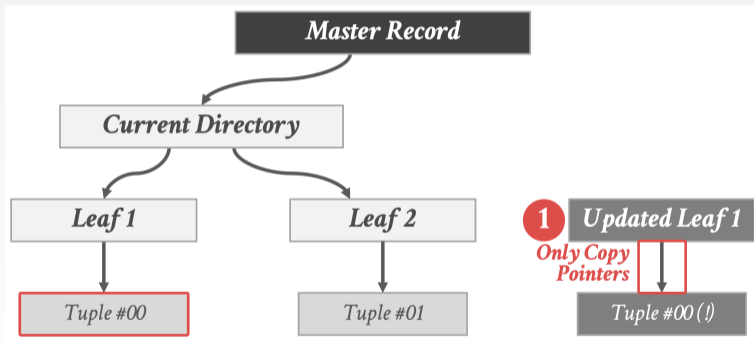 Master Record
Current Directory
Leaf 1
Leaf 2
1
Updated Leaf 1
Only Copy
Pointers
Tuple #00
Tuple #01
Tuple #00 (!)